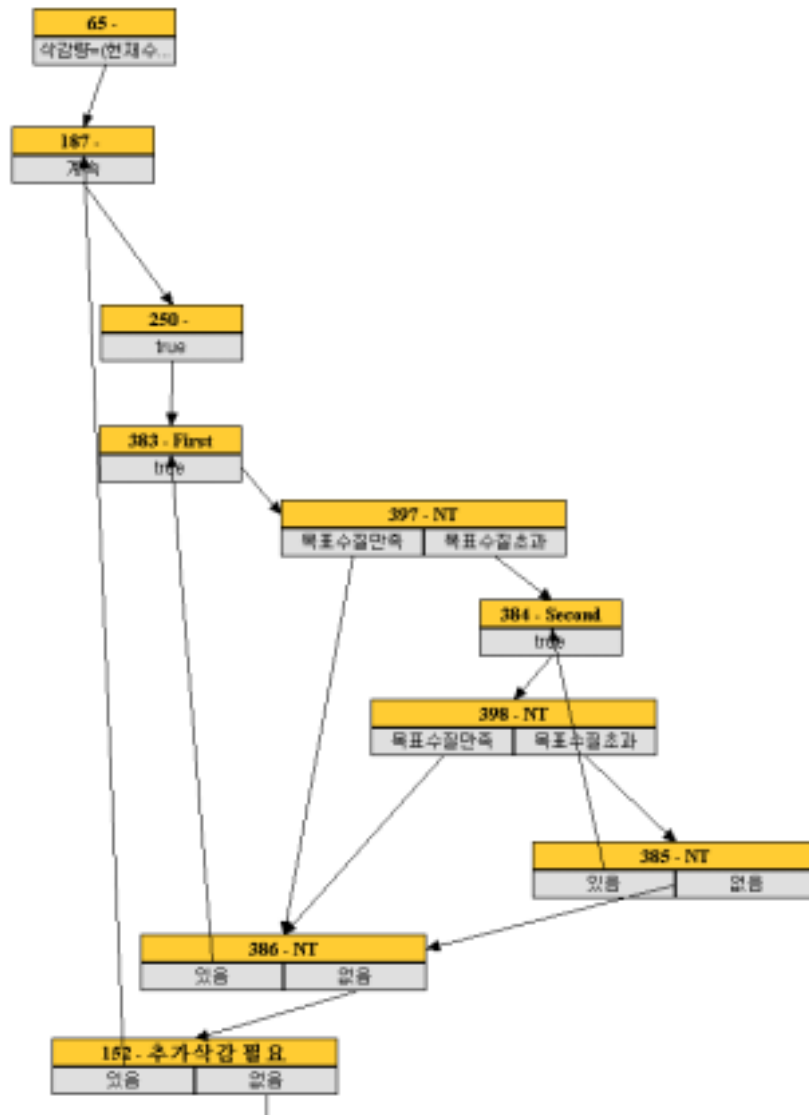 65 -
삭감량=(현재수...
187 -
계속
250 -
true
383 - First
true
397 - NT
목표수질만족 목표수질초과
384 - Second
true
398 - NT
목표수질만족 목표수질초과
385 - NT
있음 없음
386 - NT
있음 없음
152 - 추가삭감필요
있음 없음